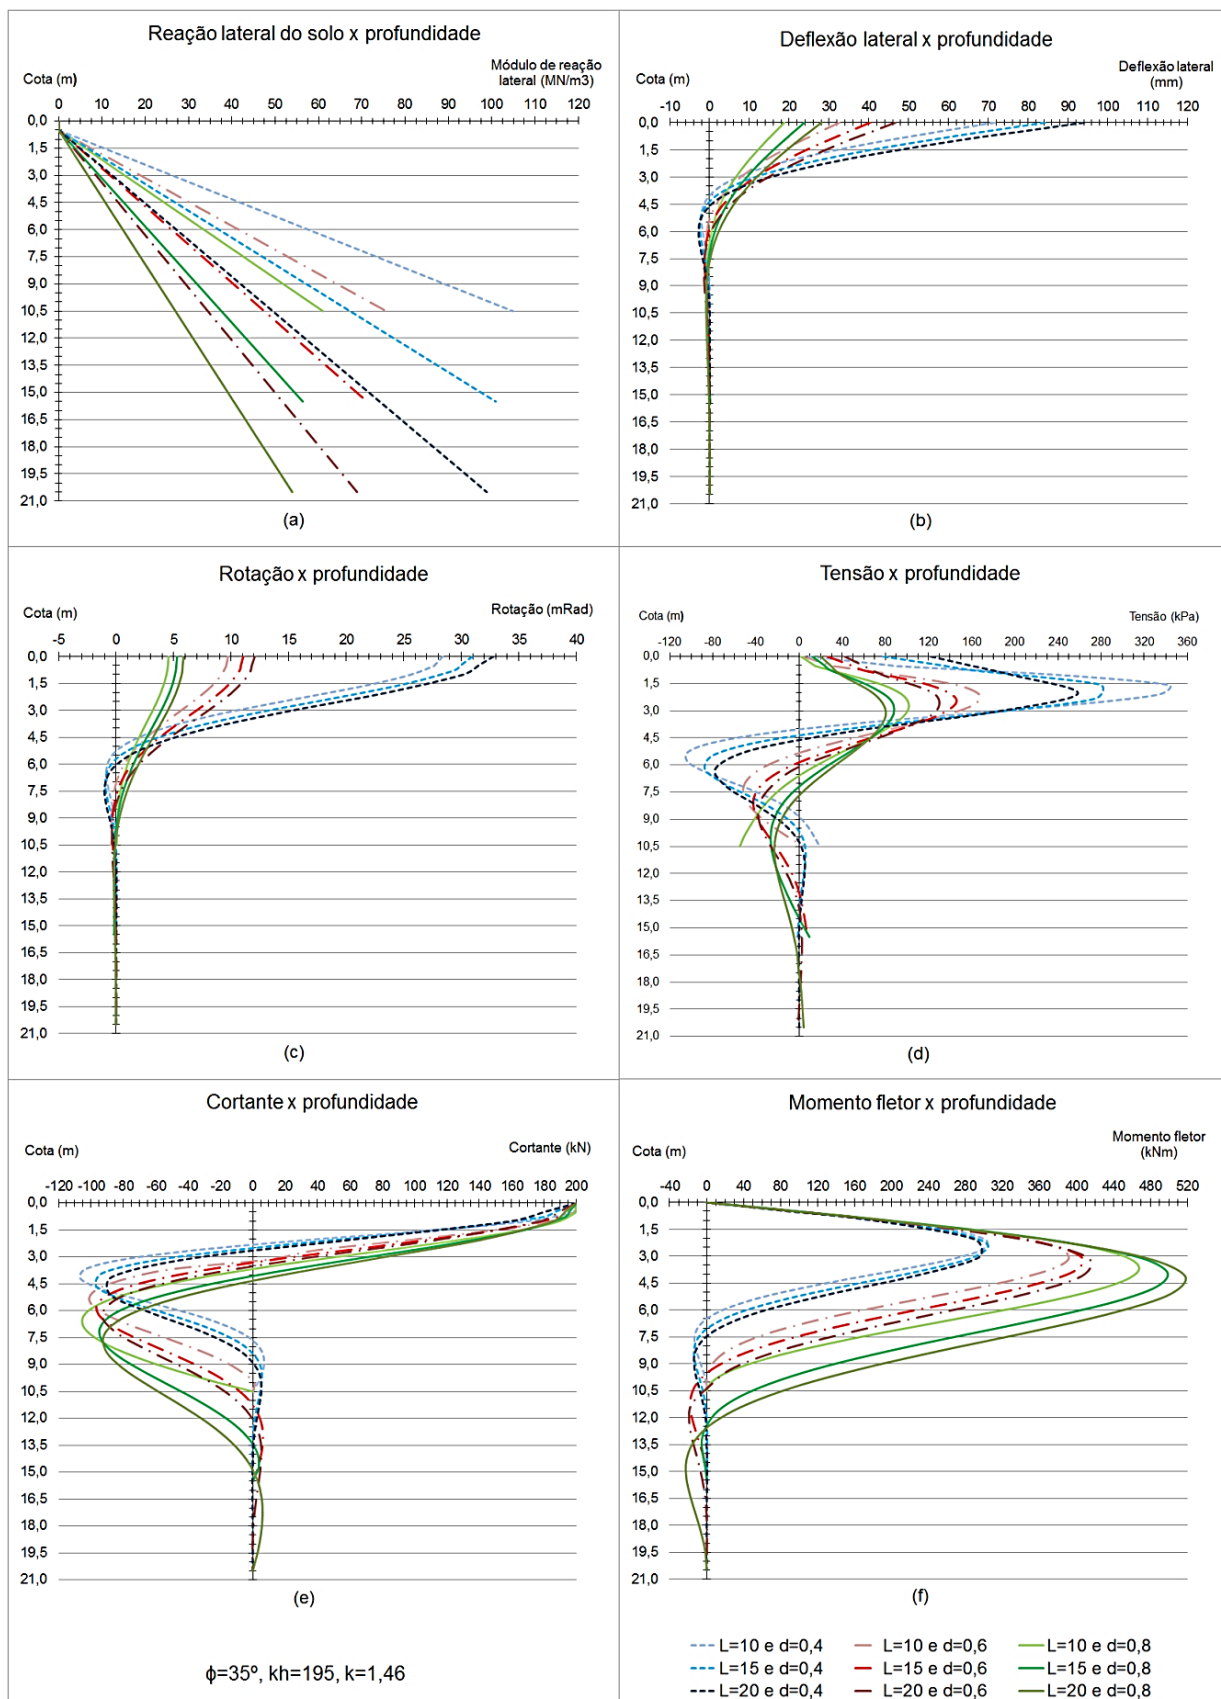 Reação lateral do solo x profundidade
Módulo de reação
lateral (MN/m3)
Cota (m)
0 10 20 30 40 50 60 70 80 90 100 110 120
0,0
1,5
3,0
4,5
6,0
7,5
9,0
10,5
12,0
13,5
15,0
16,5
18,0
19,5
21,0
(a)
Deflexão lateral x profundidade
Deflexão lateral
(mm)
Cota (m)
-10 0 10 20 30 40 50 60 70 80 90 100 110 120
0,0
1,5
3,0
4,5
6,0
7,5
9,0
10,5
12,0
13,5
15,0
16,5
18,0
19,5
21,0
(b)
Rotação x profundidade
Cota (m)
Rotação (mRad)
-5 0 5 10 15 20 25 30 35 40
0,0
1,5
3,0
4,5
6,0
7,5
9,0
10,5
12,0
13,5
15,0
16,5
18,0
19,5
21,0
(c)
Tensão x profundidade
Cota (m)
Tensão (kPa)
-120 -80 -40 0 40 80 120 160 200 240 280 320 360
0,0
1,5
3,0
4,5
6,0
7,5
9,0
10,5
12,0
13,5
15,0
16,5
18,0
19,5
21,0
(d)
Cortante x profundidade
Cota (m)
Cortante (kN)
-120 -100 -80 -60 -40 -20 0 20 40 60 80 100 120 140 160 180 200
0,0
1,5
3,0
4,5
6,0
7,5
9,0
10,5
12,0
13,5
15,0
16,5
18,0
19,5
21,0
(e)
ϕ=35º, kh=195, k=1,46
Momento fletor x profundidade
Momento fletor
(kNm)
Cota (m)
-40 0 40 80 120 160 200 240 280 320 360 400 440 480 520
0,0
1,5
3,0
4,5
6,0
7,5
9,0
10,5
12,0
13,5
15,0
16,5
18,0
19,5
21,0
(f)
L=10 e d=0,4 L=10 e d=0,6 L=10 e d=0,8
L=15 e d=0,4 L=15 e d=0,6 L=15 e d=0,8
L=20 e d=0,4 L=20 e d=0,6 L=20 e d=0,8